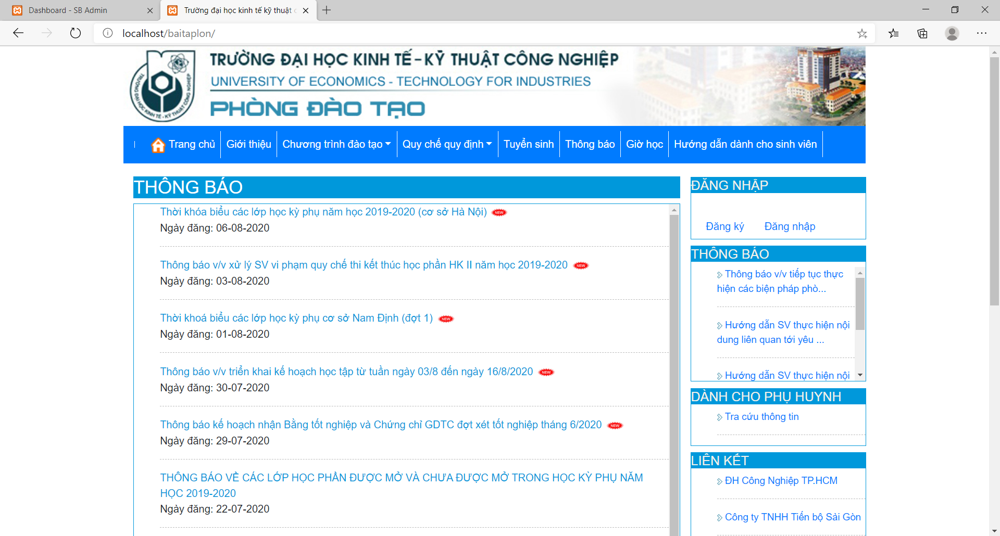 Dashboard - SB Admin
Trường đại học kinh tế kỹ thuật c
localhost/baitaplon/
TRƯỜNG ĐẠI HỌC KINH TẾ - KỸ THUẬT CÔNG NGHIỆP
UNIVERSITY OF ECONOMICS - TECHNOLOGY FOR INDUSTRIES
PHÒNG ĐÀO TẠO
TRƯỜNG ĐẠI HỌC KINH TẾ - KỸ THUẬT CÔNG NGHIỆP
Trang chủ Giới thiệu Chương trình đào tạo Quy chế quy định Tuyển sinh Thông báo Giờ học Hướng dẫn dành cho sinh viên
THÔNG BÁO
Thời khóa biểu các lớp học kỳ phụ năm học 2019-2020 (cơ sở Hà Nội) NEW
Ngày đăng: 06-08-2020
Thông báo v/v xử lý SV vi phạm quy chế thi kết thúc học phần HK II năm học 2019-2020 NEW
Ngày đăng: 03-08-2020
Thời khoá biểu các lớp học kỳ phụ cơ sở Nam Định (đợt 1) NEW
Ngày đăng: 01-08-2020
Thông báo v/v triển khai kế hoạch học tập từ tuần ngày 03/8 đến ngày 16/8/2020 NEW
Ngày đăng: 30-07-2020
Thông báo kế hoạch nhận Bằng tốt nghiệp và Chứng chỉ GDTC đợt xét tốt nghiệp tháng 6/2020 NEW
Ngày đăng: 29-07-2020
THÔNG BÁO VỀ CÁC LỚP HỌC PHẦN ĐƯỢC MỞ VÀ CHƯA ĐƯỢC MỞ TRONG HỌC KỲ PHỤ NĂM
HỌC 2019-2020
Ngày đăng: 22-07-2020
ĐĂNG NHẬP
Đăng ký Đăng nhập
THÔNG BÁO
Thông báo v/v tiếp tục thực
hiện các biện pháp phò...
Hướng dẫn SV thực hiện nội
dung liên quan tới yêu ...
Hướng dẫn SV thực hiện nội
DÀNH CHO PHỤ HUYNH
Tra cứu thông tin
LIÊN KẾT
ĐH Công Nghiệp TP.HCM
Công ty TNHH Tiến bộ Sài Gòn